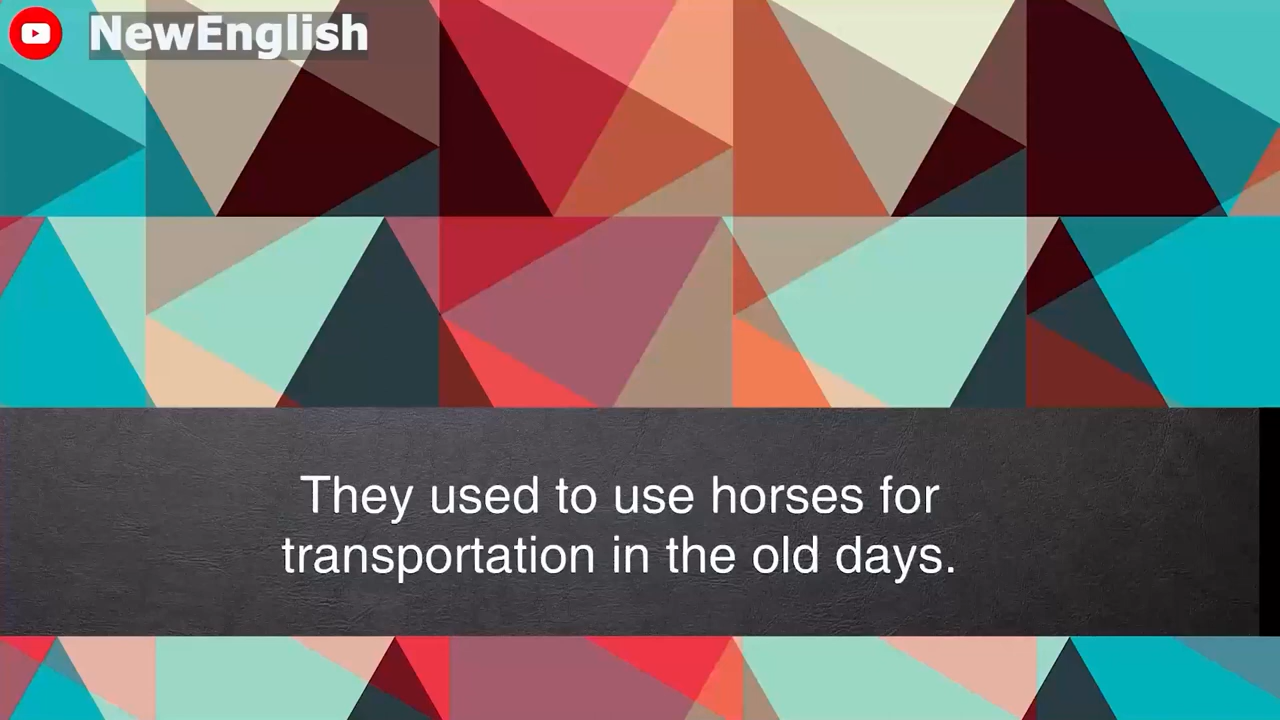 NewEnglish
They used to use horses for
transportation in the old days.